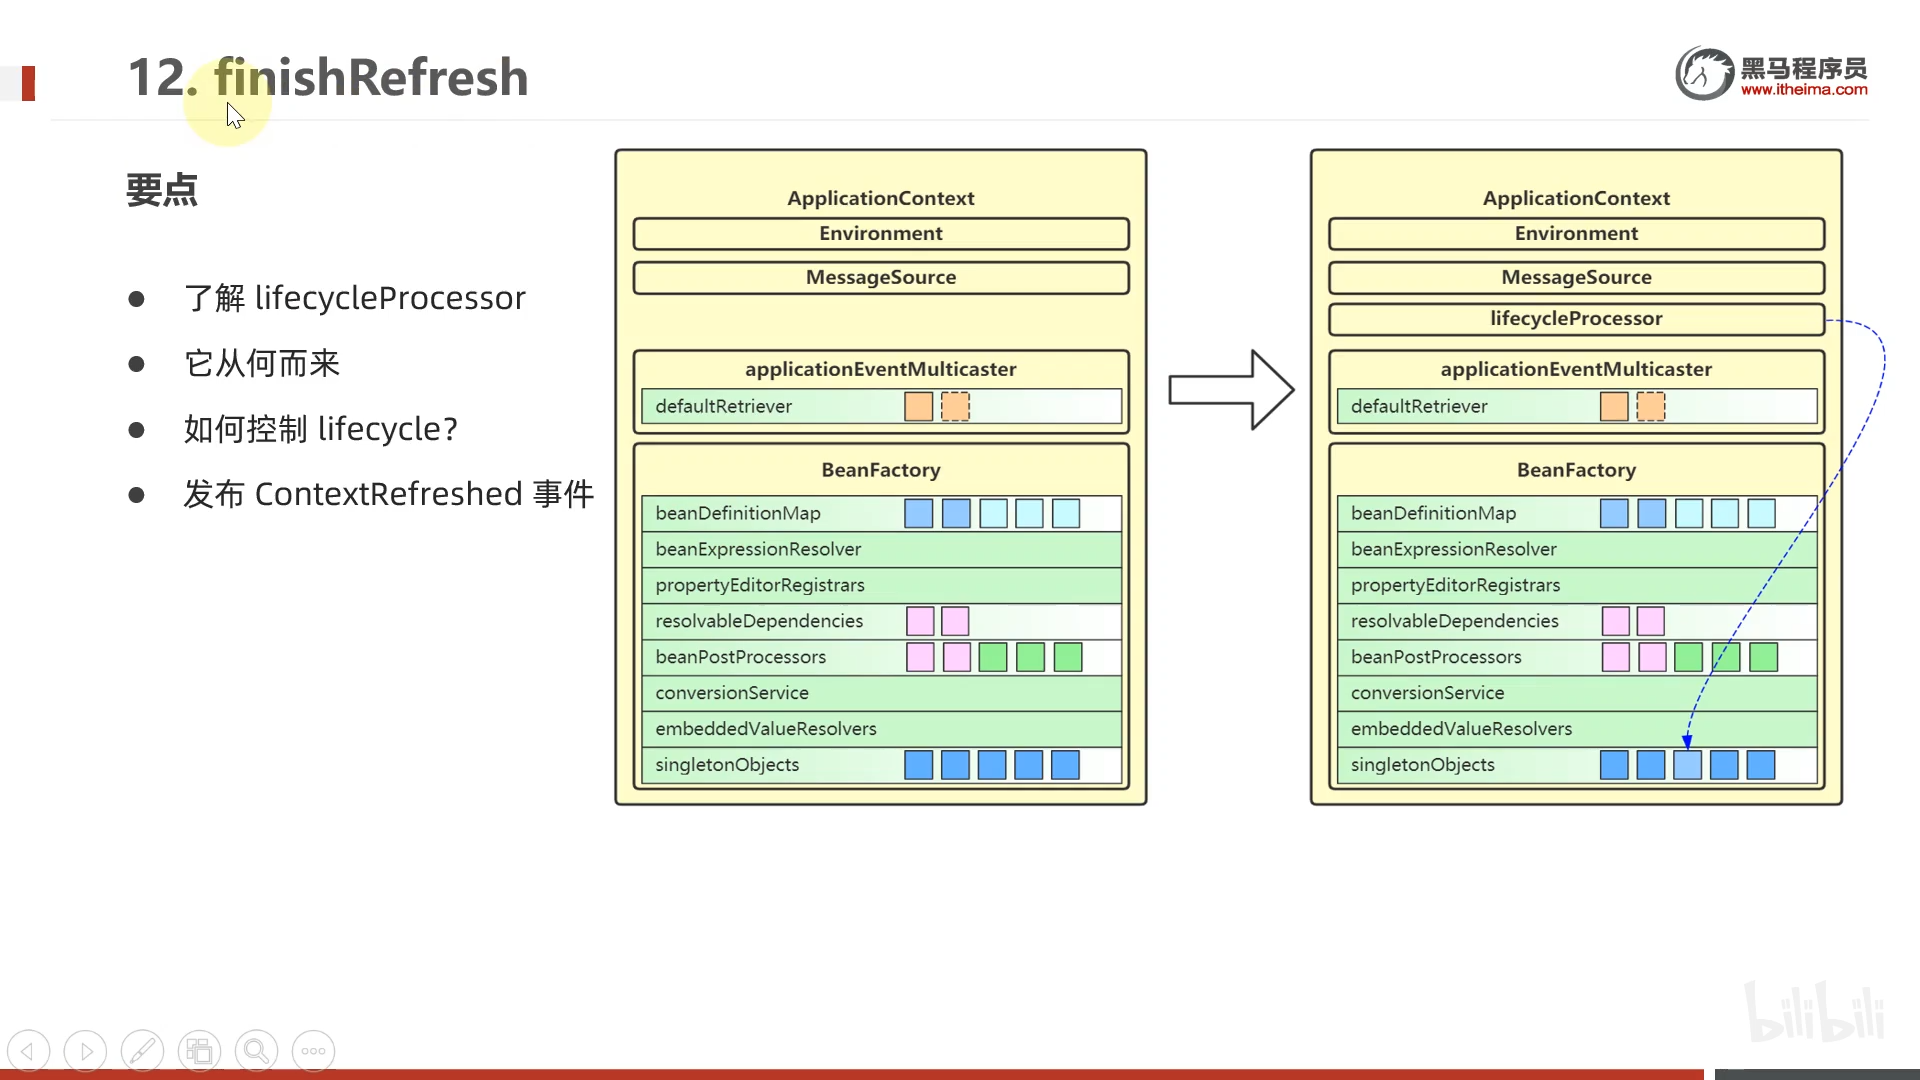 12. finishRefresh
黑马程序员
www.itheima.com
要点
了解 lifecycleProcessor
它从何而来
如何控制 lifecycle?
发布 ContextRefreshed 事件
ApplicationContext
Environment
MessageSource
applicationEventMulticaster
defaultRetriever
BeanFactory
beanDefinitionMap
beanExpressionResolver
propertyEditorRegistrars
resolvableDependencies
beanPostProcessors
conversionService
embeddedValueResolvers
singletonObjects
ApplicationContext
Environment
MessageSource
lifecycleProcessor
applicationEventMulticaster
defaultRetriever
BeanFactory
beanDefinitionMap
beanExpressionResolver
propertyEditorRegistrars
resolvableDependencies
beanPostProcessors
conversionService
embeddedValueResolvers
singletonObjects
bilibili